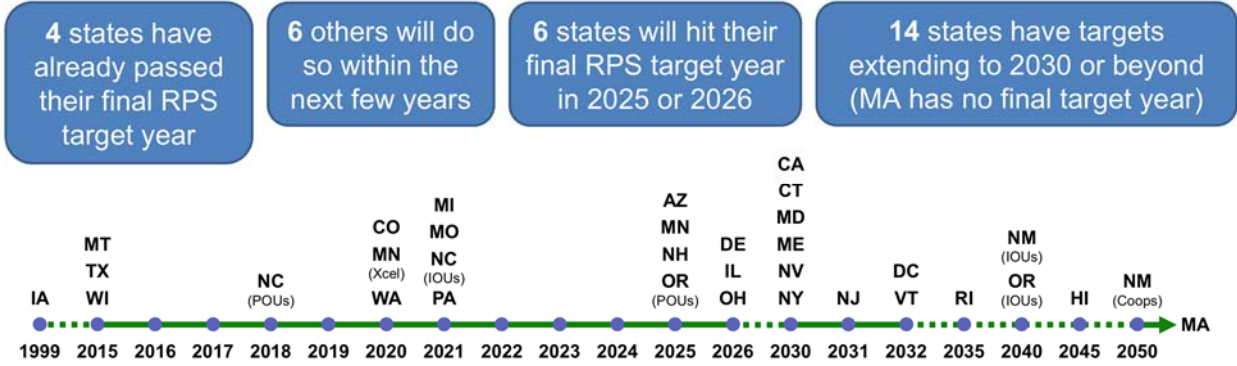 4 states have
already passed
their final RPS
target year
6 others will do
so within the
next few years
6 states will hit their
final RPS target year
in 2025 or 2026
14 states have targets
extending to 2030 or beyond
(MA has no final target year)
IA
MT
TX
WI
NC
(POUs)
CO
MN
(Xcel)
WA
MI
MO
NC
(IOUs)
PA
AZ
MN
NH
OR
(POUs)
DE
IL
OH
CA
CT
MD
ME
NV
NY
NJ
DC
VT
RI
NM
(IOUs)
OR
(IOUs)
HI
NM
(Coops)
MA
1999 2015 2016 2017 2018 2019 2020 2021 2022 2023 2024 2025 2026 2030 2031 2032 2035 2040 2045 2050